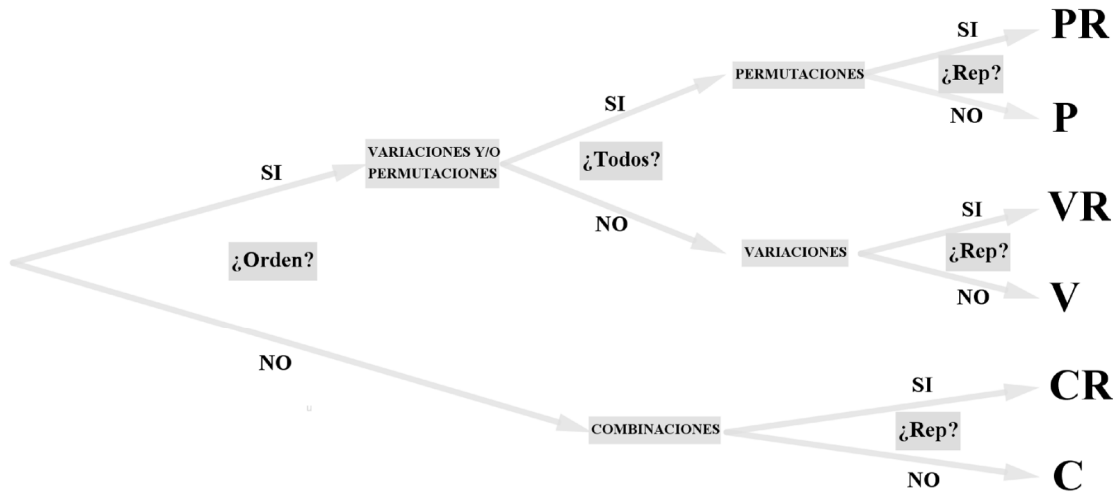 SI
PR
PERMUTACIONES
¿Rep?
SI
NO
P
VARIACIONES Y/O
PERMUTACIONES
¿Todos?
SI
NO
SI
VR
VARIACIONES
¿Rep?
¿Orden?
NO
V
NO
SI
CR
COMBINACIONES
¿Rep?
NO
C